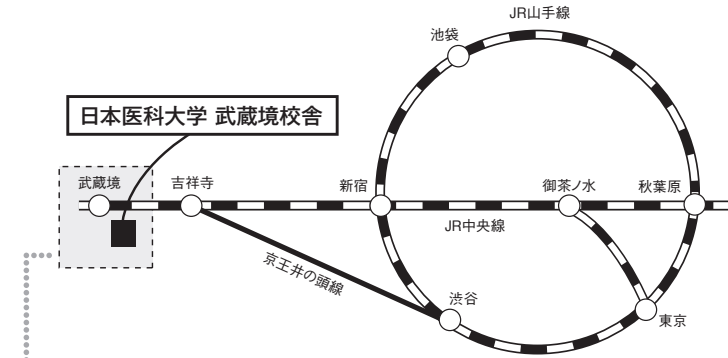 JR山手線
池袋
日本医科大学 武蔵境校舎
武蔵境
吉祥寺
新宿
御茶ノ水
秋葉原
JR中央線
京王井の頭線
渋谷
東京